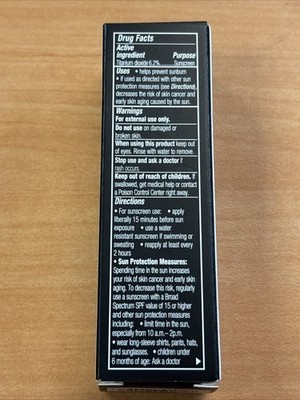 Drug Facts
Active
ingredient Purpose
Titanium dioxide 6.2% Sunscreen
Uses • helps prevent sunburn
• if used as directed with other sun
protection measures (see Directions),
decreases the risk of skin cancer and
early skin aging caused by the sun.
Warnings
For external use only.
Do not use on damaged or
broken skin.
When using this product keep out
of eyes. Rinse with water to remove.
Stop use and ask a doctor if
rash occurs.
Keep out of reach of children. If
swallowed, get medical help or contact
a Poison Control Center right away.
Directions
• For sunscreen use: • apply
liberally 15 minutes before sun
exposure • use a water
resistant sunscreen if swimming or
sweating • reapply at least every
2 hours
• Sun Protection Measures:
Spending time in the sun increases
your risk of skin cancer and early skin
aging. To decrease this risk, regularly
use a sunscreen with a Broad
Spectrum SPF value of 15 or higher
and other sun protection measures
including: • limit time in the sun,
especially from 10 a.m. – 2p.m.
• wear long-sleeve shirts, pants, hats,
and sunglasses. • children under
6 months of age: Ask a doctor